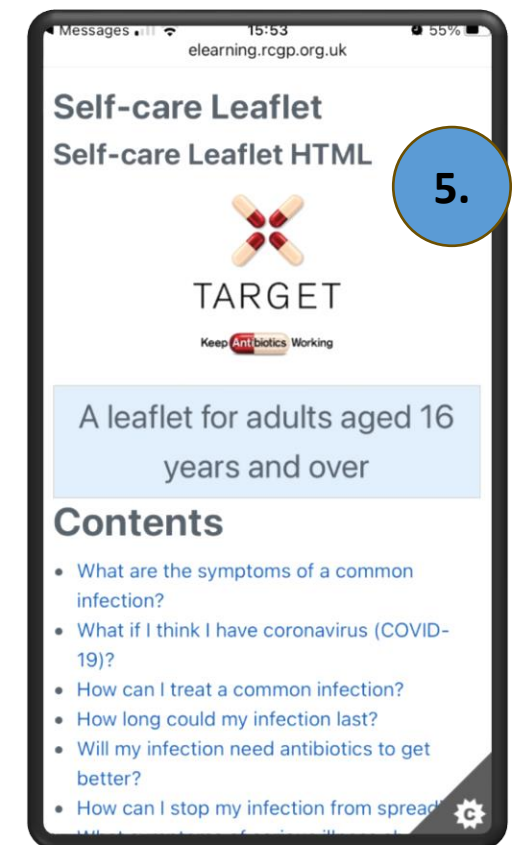 Messages 15:53 55%
elearning.rcgp.org.uk
Self-care Leaflet
Self-care Leaflet HTML
5.
TARGET
Keep Antibiotics Working
A leaflet for adults aged 16
years and over
Contents
• What are the symptoms of a common
infection?
• What if I think I have coronavirus (COVID-
19)?
• How can I treat a common infection?
• How long could my infection last?
• Will my infection need antibiotics to get
better?
• How can I stop my infection from